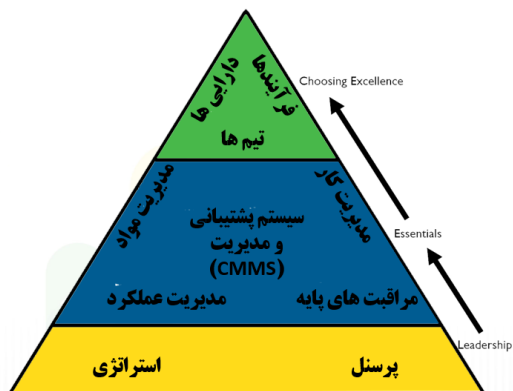 دارایی ها
فرآیندها
تیم ها
Choosing Excellence
مدیریت مواد
مدیریت کار
سیستم پشتیبانی
و مدیریت
(CMMS)
Essentials
مدیریت عملکرد
مراقبت های پایه
Leadership
استراتژی
پرسنل